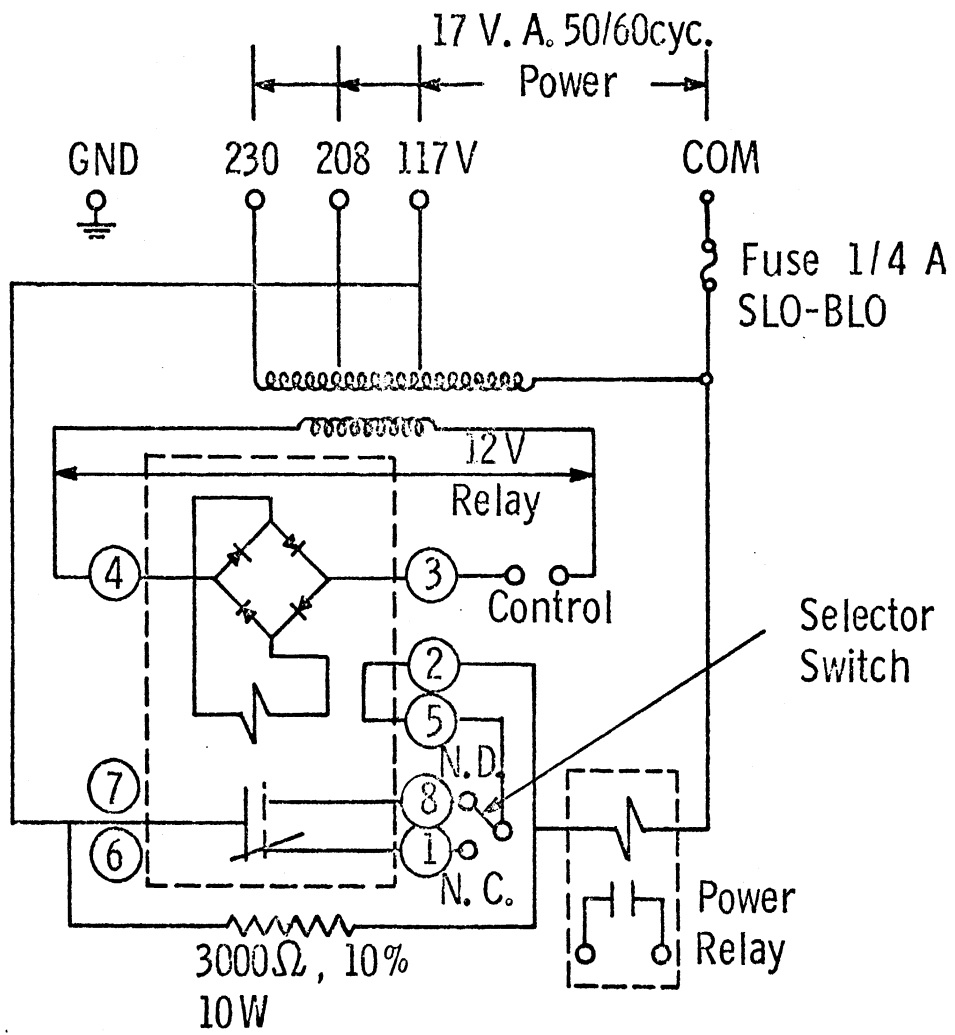 17 V. A. 50/60cyc.
Power
GND
230
208
117 V
COM
Fuse 1/4 A
SLO-BLO
12V
Relay
4
3
Control
Selector
Switch
2
5
N.D.
7
8
6
1
N.C.
Power
Relay
3000Ω, 10%
10W